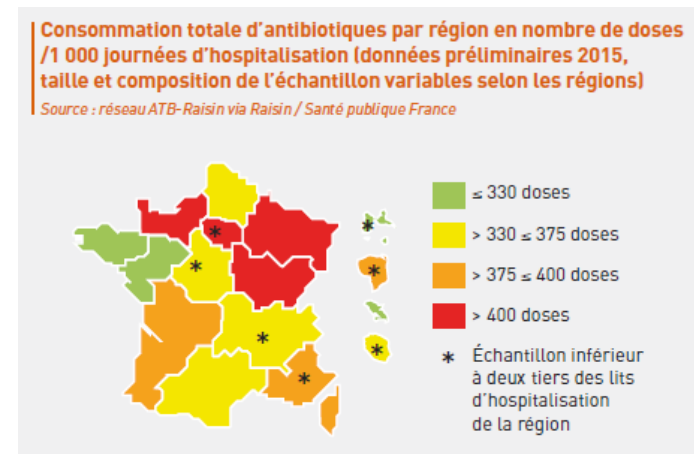 Consommation totale d'antibiotiques par région en nombre de doses
/1 000 journées d'hospitalisation (données préliminaires 2015,
taille et composition de l'échantillon variables selon les régions)
Source : réseau ATB-Raisin via Raisin / Santé publique France
≤ 330 doses
> 330 ≤ 375 doses
> 375 ≤ 400 doses
> 400 doses
* Échantillon inférieur
à deux tiers des lits
d'hospitalisation
de la région